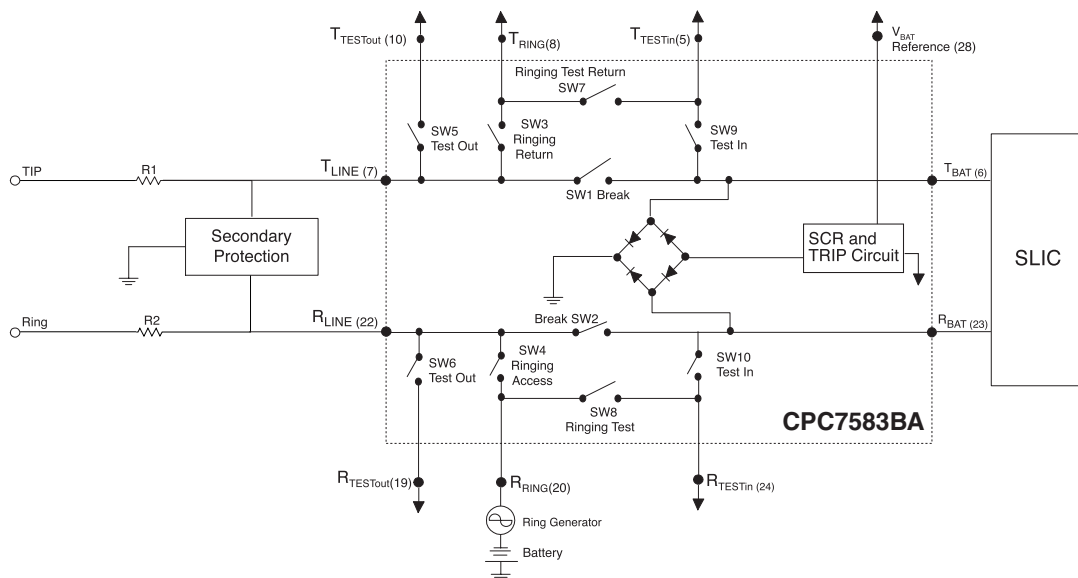 TTESTout (10)
TRING(8)
TTESTin(5)
VBAT
Reference (28)
Ringing Test Return
SW7
SW5
Test Out
SW3
Ringing
Return
SW9
Test In
TIP
R1
TLINE (7)
SW1 Break
TBAT (6)
Secondary
Protection
SCR and
TRIP Circuit
SLIC
Ring
R2
RLINE (22)
Break SW2
RBAT (23)
SW6
Test Out
SW4
Ringing
Access
SW10
Test In
SW8
Ringing Test
CPC7583BA
RTESTout(19)
RRING(20)
RTESTin (24)
Ring Generator
Battery